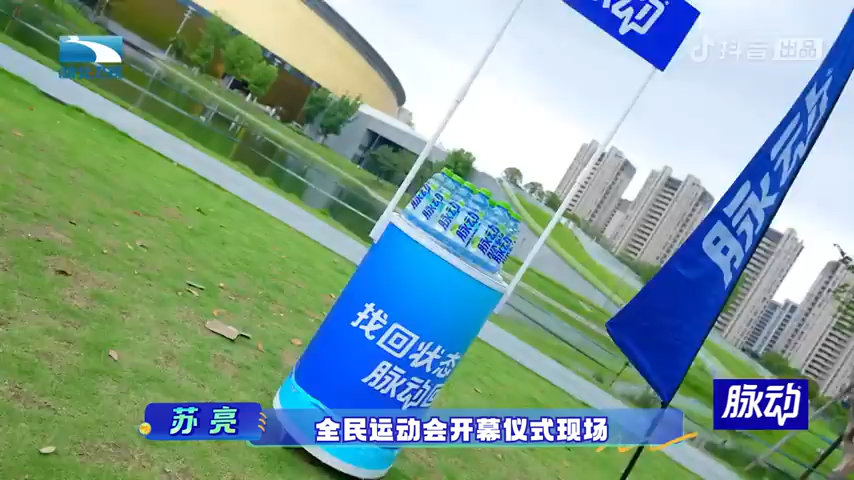 脉动
抖音 出品
脉动
脉动
找回状态
脉动回
脉动
苏亮
全民运动会开幕仪式现场